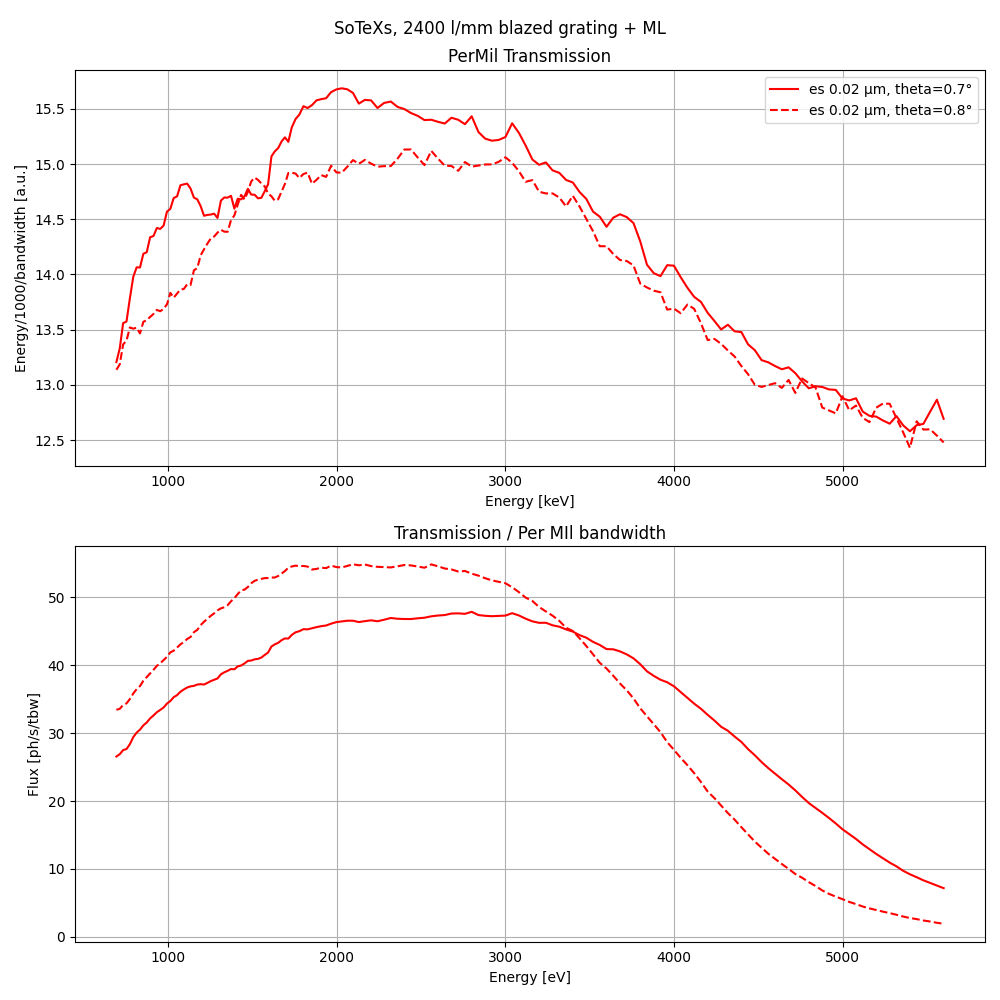 SoTeXs, 2400 l/mm blazed grating + ML
PerMil Transmission
es 0.02 μm, theta=0.7°
es 0.02 μm, theta=0.8°
Energy/1000/bandwidth [a.u.]
15.5
15.0
14.5
14.0
13.5
13.0
12.5
1000 2000 3000 4000 5000
Energy [keV]
Transmission / Per MIl bandwidth
Flux [ph/s/tbw]
50
40
30
20
10
0
1000 2000 3000 4000 5000
Energy [eV]